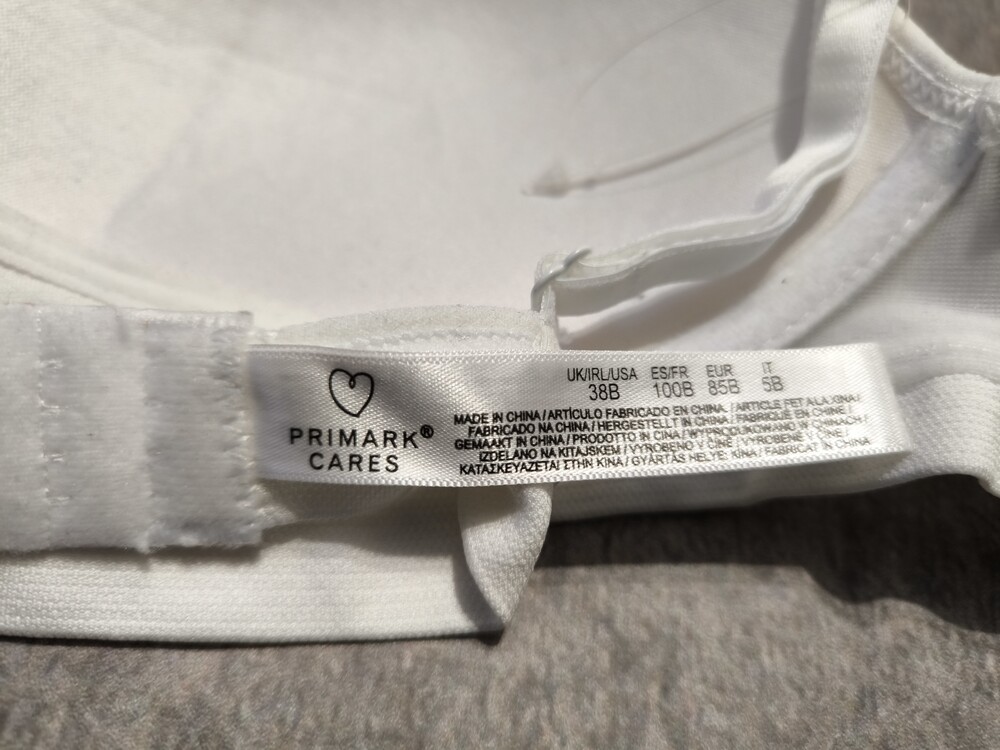 PRIMARK®
CARES
UK/IRL/USA ES/FR EUR IT
38B 100B 85B 5B
MADE IN CHINA / ARTÍCULO FABRICADO EN CHINA. / ARTICLE FET A LA XINA /
FABRICADO NA CHINA / HERGESTELLT IN CHINA / FABRIQUÉ EN CHINE /
GEMAAKT IN CHINA / PRODOTTO IN CINA / WYPRODUKOWANO W CHINACH /
IZDELANO NA KITAJSKEM / VYROBENO V ČÍNĚ / VYROBENÉ V ČÍNE /
ΚΑΤΑΣΚΕΥΑΖΕΤΑΙ ΣΤΗΝ ΚΙΝΑ / GYÁRTÁS HELYE: KÍNA / FABRICAT IN CHINA